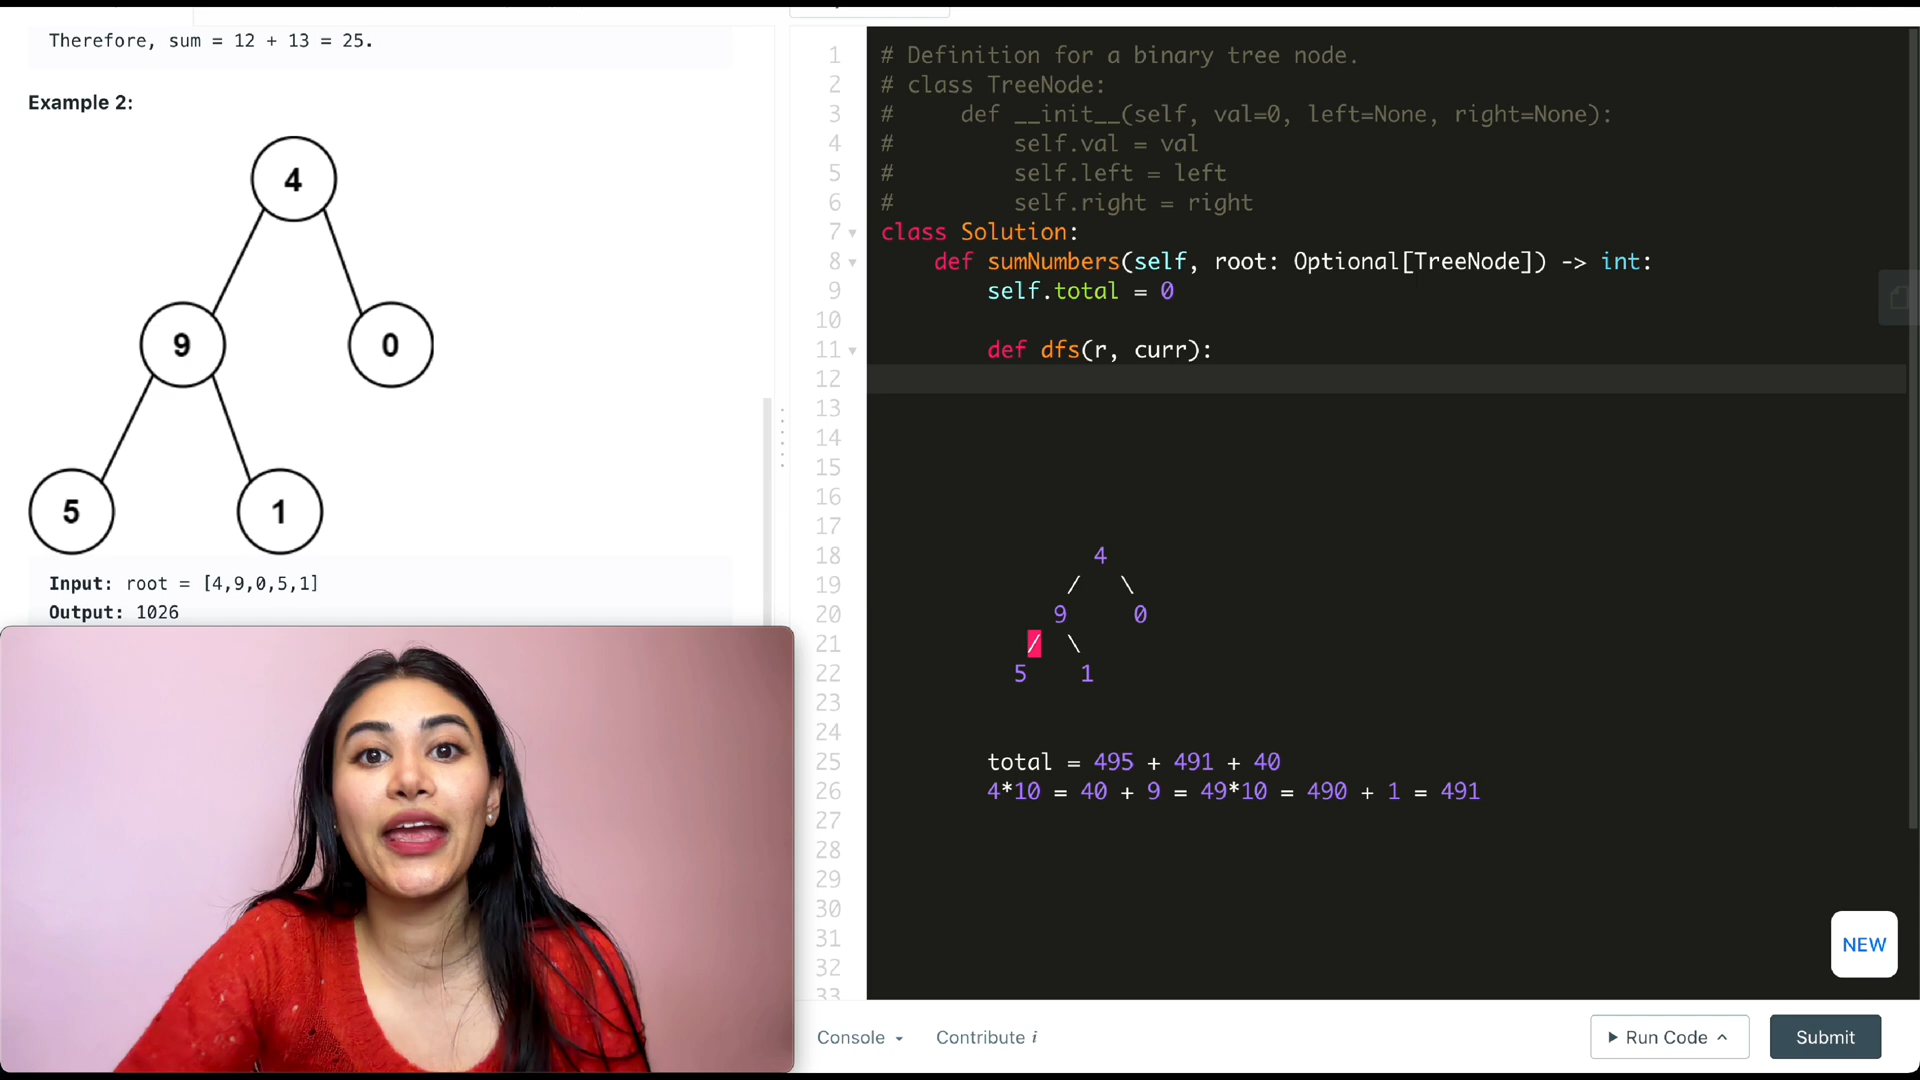 Therefore, sum = 12 + 13 = 25.
Example 2:
4
9
0
5
1
Input: root = [4,9,0,5,1]
Output: 1026
1 # Definition for a binary tree node.
2 # class TreeNode:
3 #     def __init__(self, val=0, left=None, right=None):
4 #         self.val = val
5 #         self.left = left
6 #         self.right = right
7 class Solution:
8     def sumNumbers(self, root: Optional[TreeNode]) -> int:
9         self.total = 0
10
11         def dfs(r, curr):
12
13
14
15
16
17
18                 4
19               /   \
20              9     0
21            /  \
22           5    1
23
24
25         total = 495 + 491 + 40
26         4*10 = 40 + 9 = 49*10 = 490 + 1 = 491
27
28
29
30
31
32
33
NEW
Console
Contribute i
Run Code
Submit